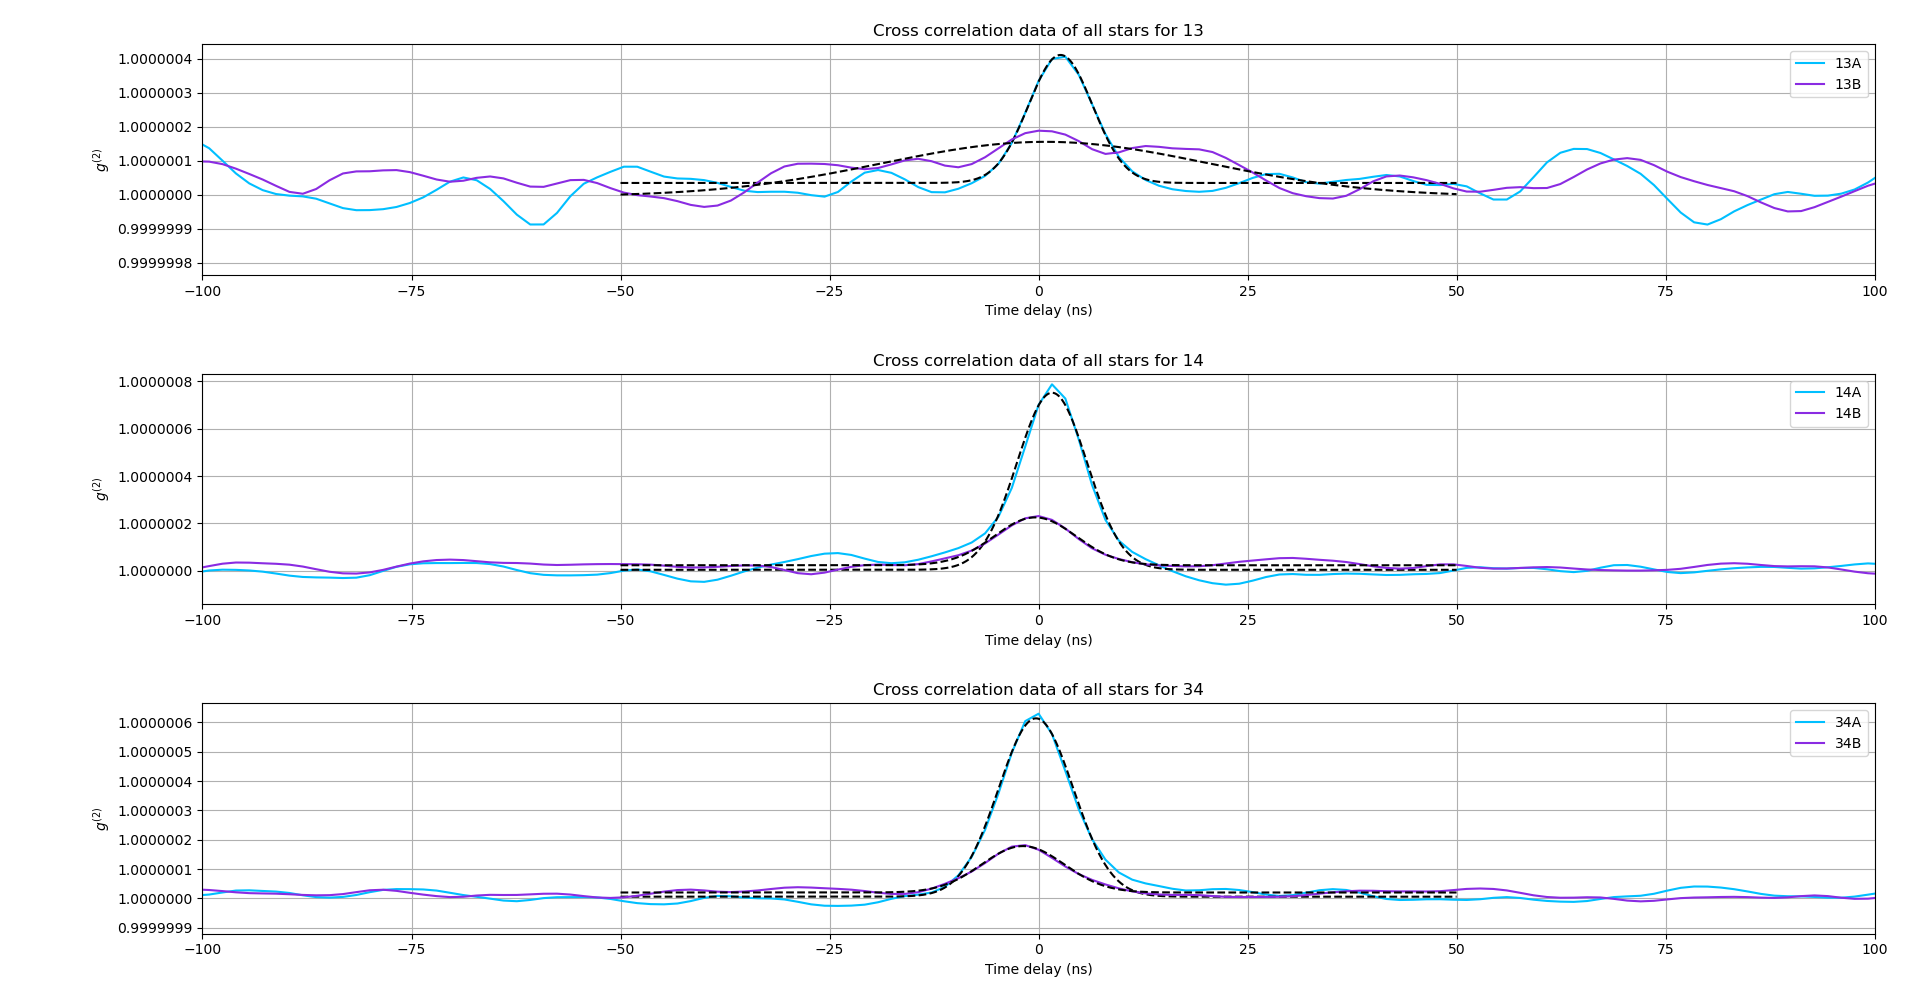 Cross correlation data of all stars for 13
1.0000004
1.0000003
1.0000002
1.0000001
1.0000000
0.9999999
0.9999998
g(2)
13A
13B
−100 −75 −50 −25 0 25 50 75 100
Time delay (ns)
Cross correlation data of all stars for 14
1.0000008
1.0000006
1.0000004
1.0000002
1.0000000
g(2)
14A
14B
−100 −75 −50 −25 0 25 50 75 100
Time delay (ns)
Cross correlation data of all stars for 34
1.0000006
1.0000005
1.0000004
1.0000003
1.0000002
1.0000001
1.0000000
0.9999999
g(2)
34A
34B
−100 −75 −50 −25 0 25 50 75 100
Time delay (ns)